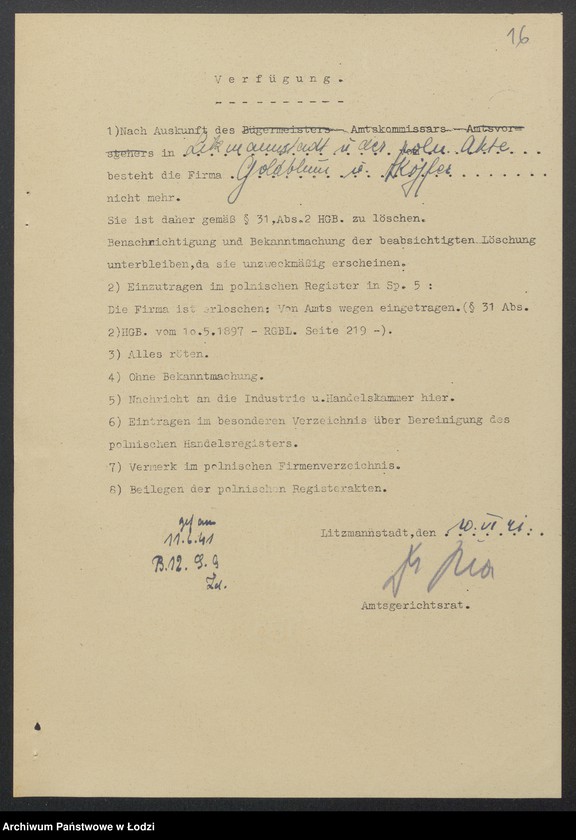 16
Verfügung.
1)Nach Auskunft des Bügermeisters Amtskommissars Amtsvor=
stehers in Litzmannstadt u der poln Akte
besteht die Firma Goldblum u.
nicht mehr.
Sie ist daher gemäß § 31,Abs.2 HGB. zu löschen.
Benachrichtigung und Bekanntmachung der beabsichtigten Löschung
unterbleiben,da sie unzweckmäßig erscheinen.
2) Einzutragen im polnischen Register in Sp. 5 :
Die Firma ist erloschen: Von Amts wegen eingetragen.(§ 31 Abs.
2)HGB. vom 1o.5.1897 - RGBL. Seite 219 -).
3) Alles röten.
4) Ohne Bekanntmachung.
5) Nachricht an die Industrie u.Handelskammer hier.
6) Eintragen im besonderen Verzeichnis über Bereinigung des
polnischen Handelsregisters.
7) Vermerk im polnischen Firmenverzeichnis.
8) Beilegen der polnischen Registerakten.
Litzmannstadt,den 10. VI 41.
Amtsgerichtsrat.
11.6.41
B.12.
Archiwum Państwowe w Łodzi